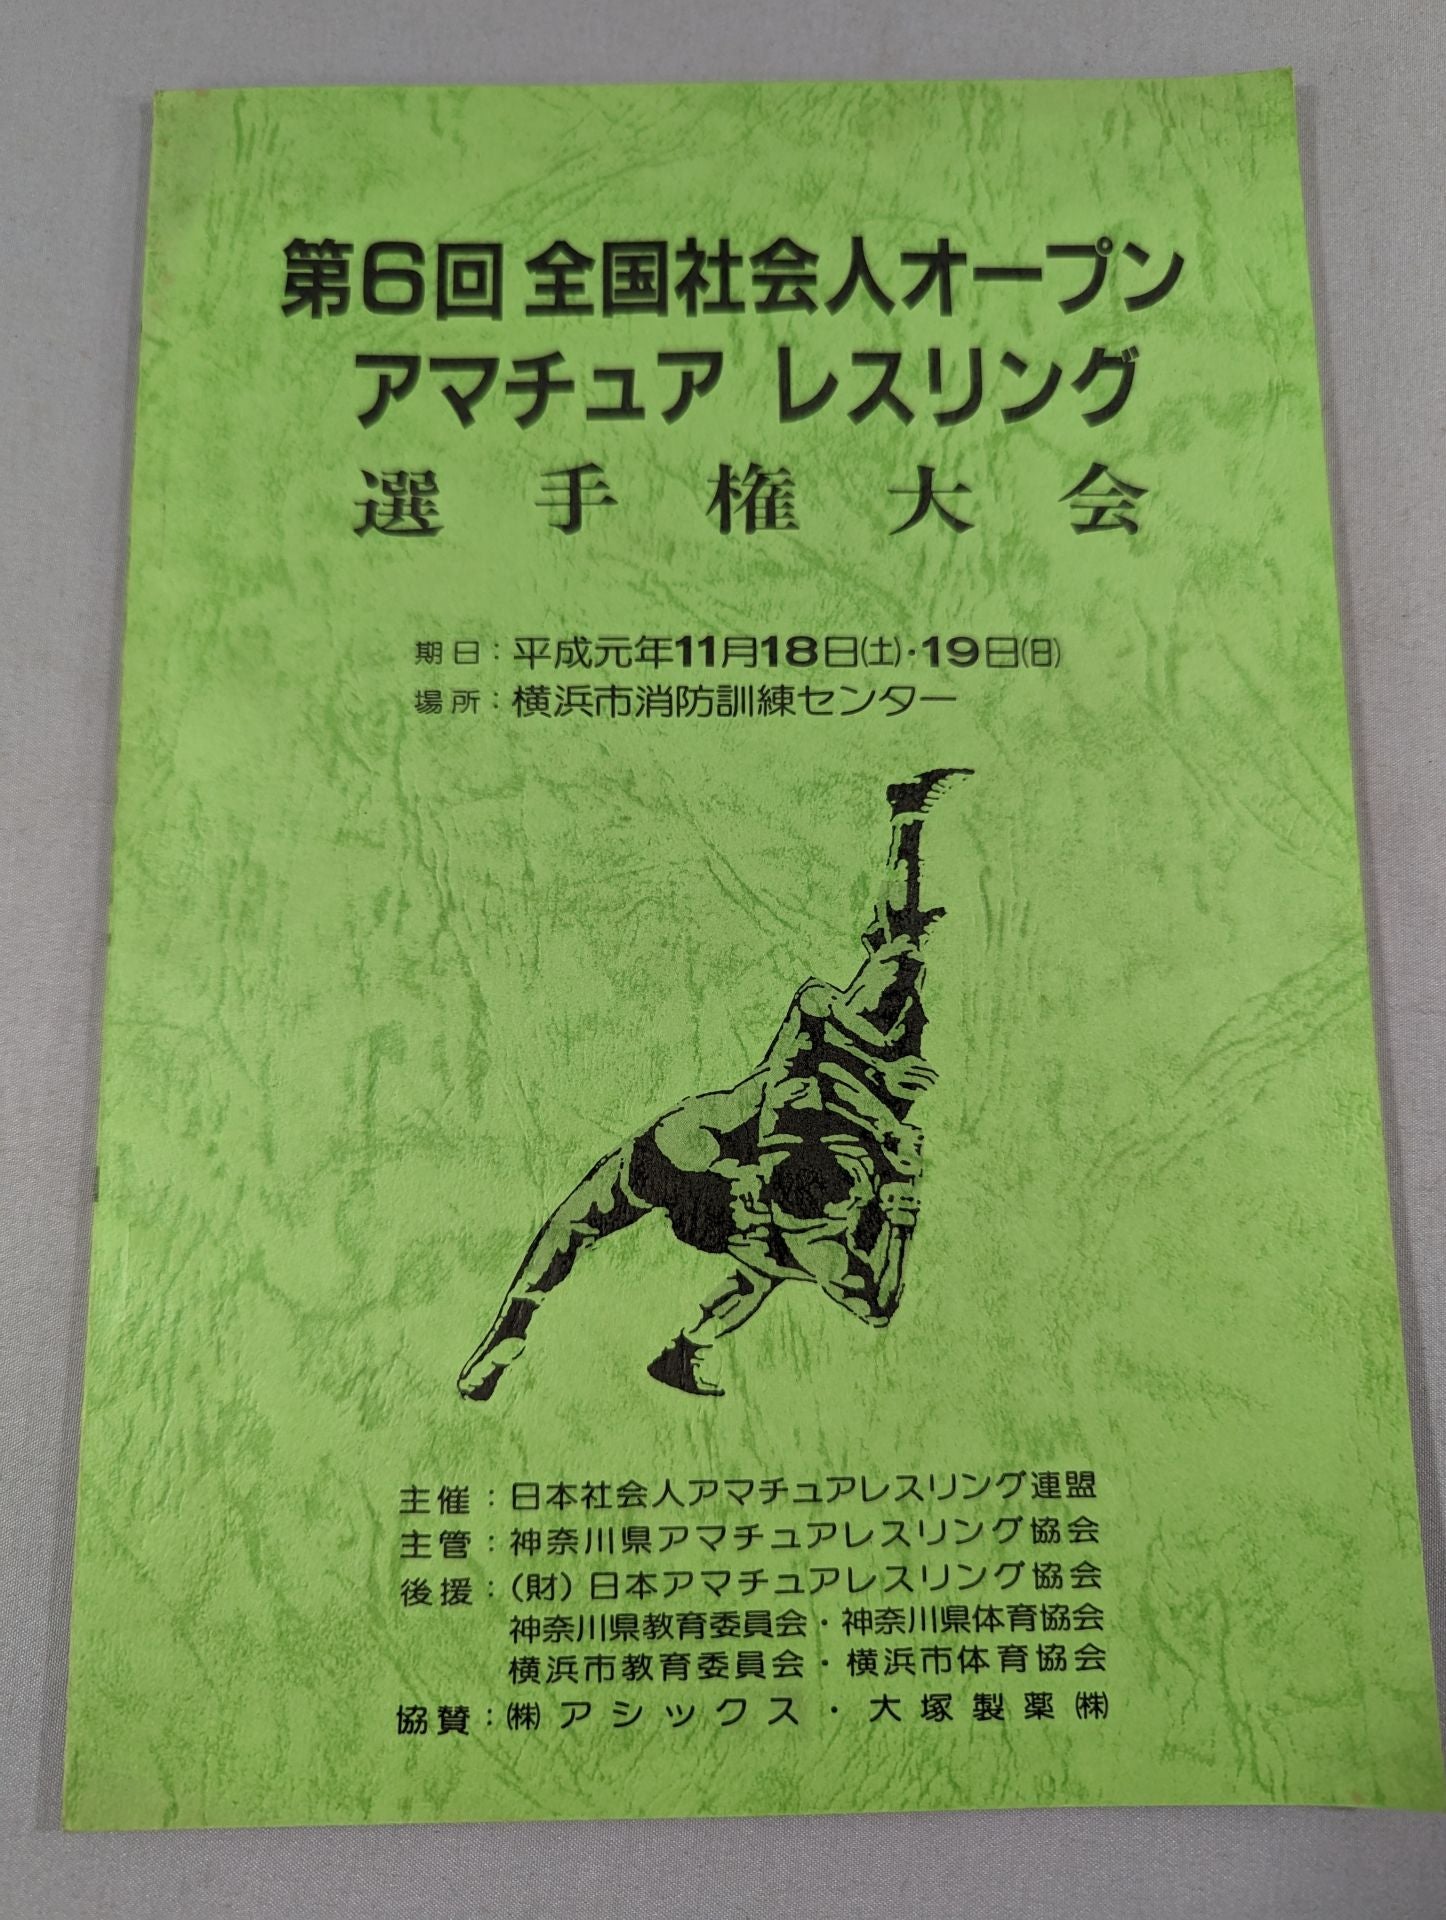 第6回 全国社会人オープン
アマチュア レスリング
選手権大会
期日：平成元年11月18日(土)・19日(日)
場所：横浜市消防訓練センター
主催：日本社会人アマチュアレスリング連盟
主管：神奈川県アマチュアレスリング協会
後援：（財）日本アマチュアレスリング協会
神奈川県教育委員会・神奈川県体育協会
横浜市教育委員会・横浜市体育協会
協賛：㈱アシックス・大塚製薬㈱